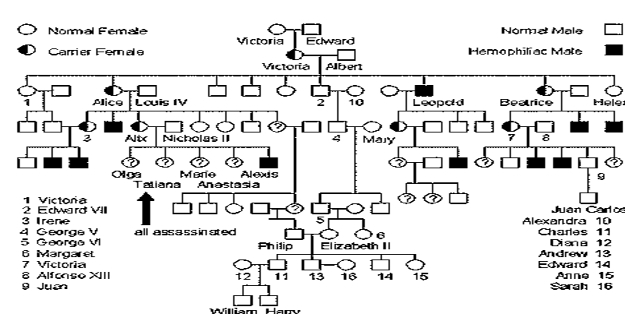 Normal Female
Normal Male
Victoria Edward
Carrier Female
Hemophiliac Male
Victoria Albert
1 Alice Louis IV 2 10 Leopold Beatrice Helen
3 Alix Nicholas II 4 Mary 7 8
Olga Marie Alexis 9
Tatiana Anastasia
1 Victoria
2 Edward VII
3 Irene
4 George V
5 George VI
6 Margaret
7 Victoria
8 Alfonso XIII
9 Juan
all assassinated
5 6
Philip Elizabeth II
Juan Carlos
Alexandra 10
Charles 11
Diana 12
Andrew 13
Edward 14
Anne 15
Sarah 16
12 11 13 16 14 15
William Harry